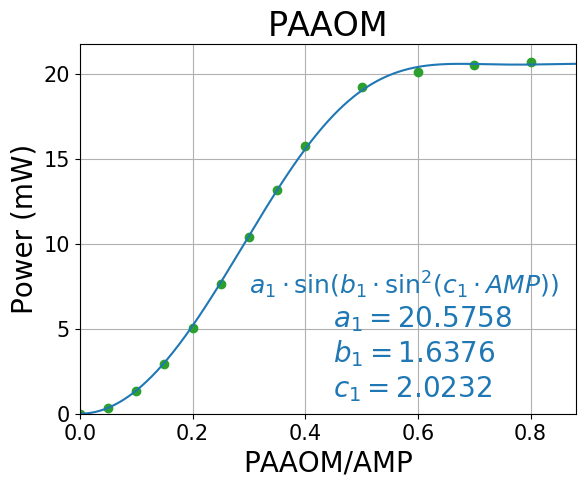 PAAOM
Power (mW)
20
15
10
5
0
a₁ · sin(b₁ · sin²(c₁ · AMP))
a₁ = 20.5758
b₁ = 1.6376
c₁ = 2.0232
0.0 0.2 0.4 0.6 0.8
PAAOM/AMP